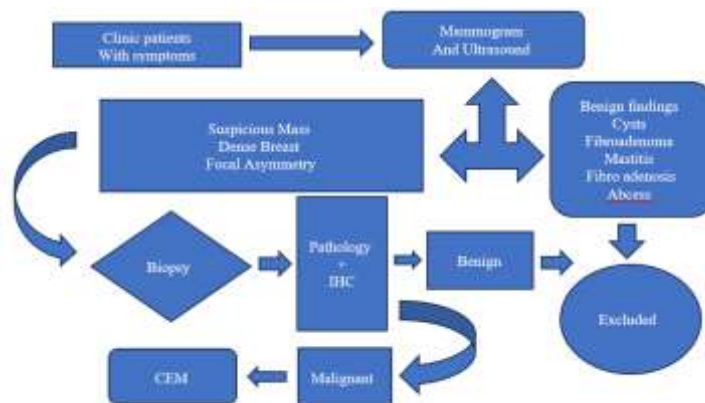 Clinic patients
With symptoms
Mammogram
And Ultrasound
Suspicious Mass
Dense Breast
Focal Asymmetry
Benign findings
Cysts
Fibroadenoma
Mastitis
Fibro adenosis
Abcess
Biopsy
Pathology
+
IHC
Benign
Excluded
CEM
Malignant